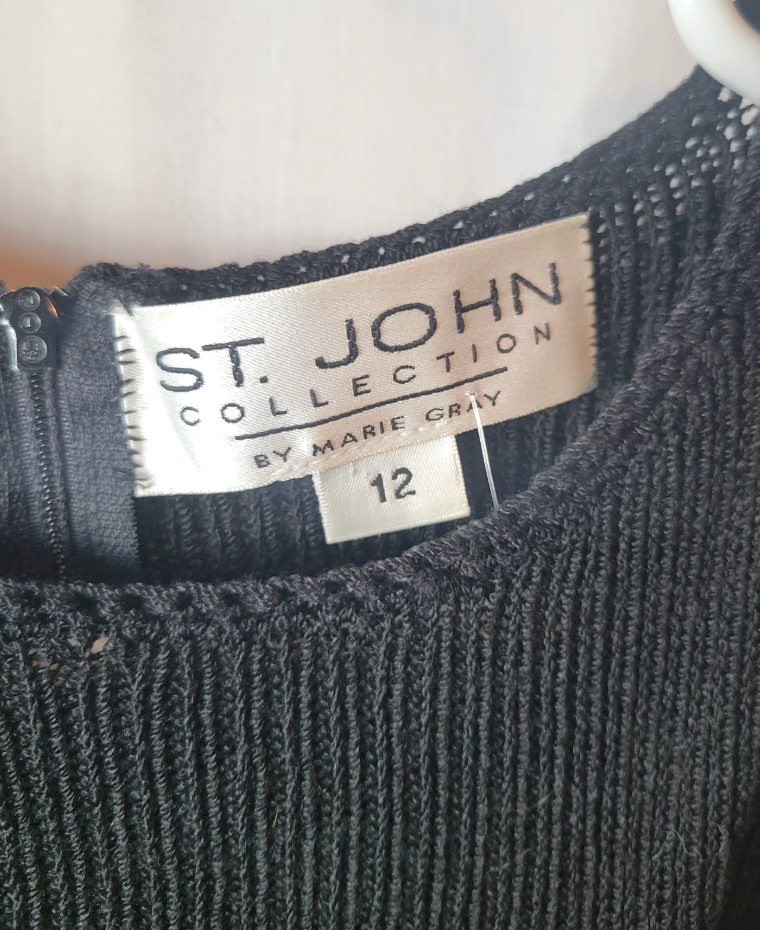 ST. JOHN
COLLECTION
BY MARIE GRAY
12